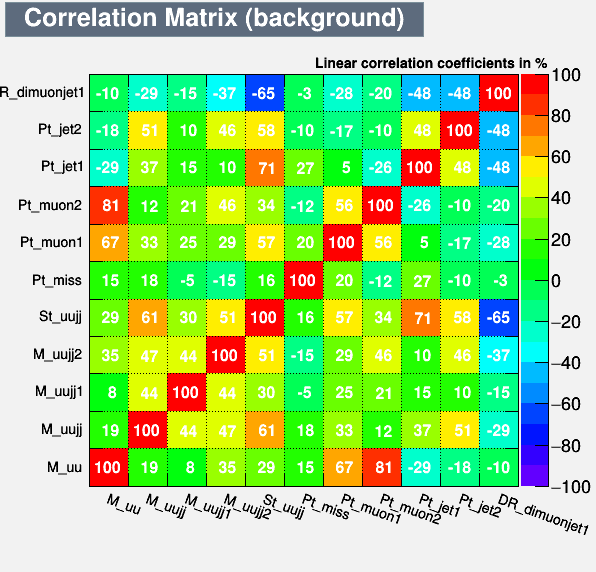 Correlation Matrix (background)
Linear correlation coefficients in %
R_dimuonjet1 -10 -29 -15 -37 -65 -3 -28 -20 -48 -48 100
Pt_jet2 -18 51 10 46 58 -10 -17 -10 48 100 -48
Pt_jet1 -29 37 15 10 71 27 5 -26 100 48 -48
Pt_muon2 81 12 21 46 34 -12 56 100 -26 -10 -20
Pt_muon1 67 33 25 29 57 20 100 56 5 -17 -28
Pt_miss 15 18 -5 -15 16 100 20 -12 27 -10 -3
St_uujj 29 61 30 51 100 16 57 34 71 58 -65
M_uujj2 35 47 44 100 51 -15 29 46 10 46 -37
M_uujj1 8 44 100 44 30 -5 25 21 15 10 -15
M_uujj 19 100 44 47 61 18 33 12 37 51 -29
M_uu 100 19 8 35 29 15 67 81 -29 -18 -10
M_uu M_uujj M_uujj1 M_uujj2 St_uujj Pt_miss Pt_muon1 Pt_muon2 Pt_jet1 Pt_jet2 DR_dimuonjet1
100
80
60
40
20
0
−20
−40
−60
−80
−100